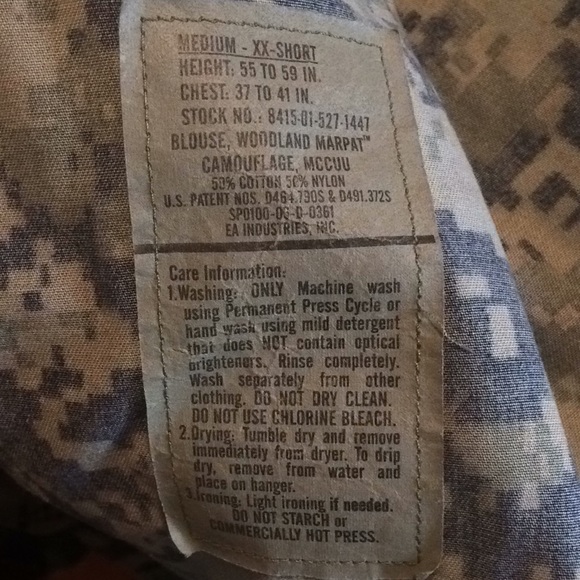 MEDIUM - XX-SHORT
HEIGHT: 55 TO 59 IN.
CHEST: 37 TO 41 IN.
STOCK NO.: 8415-01-527-1447
BLOUSE, WOODLAND MARPAT™
CAMOUFLAGE, MCCUU
50% COTTON 50% NYLON
U.S. PATENT NOS. D464,790S & D491,372S
SP0100-06-D-0361
EA INDUSTRIES, INC.
Care Information:
1.Washing: ONLY Machine wash
using Permanent Press Cycle or
hand wash using mild detergent
that does NOT contain optical
brighteners. Rinse completely.
Wash separately from other
clothing. DO NOT DRY CLEAN.
DO NOT USE CHLORINE BLEACH.
2.Drying: Tumble dry and remove
immediately from dryer. To drip
dry, remove from water and
place on hanger.
3.Ironing: Light ironing if needed.
DO NOT STARCH or
COMMERCIALLY HOT PRESS.